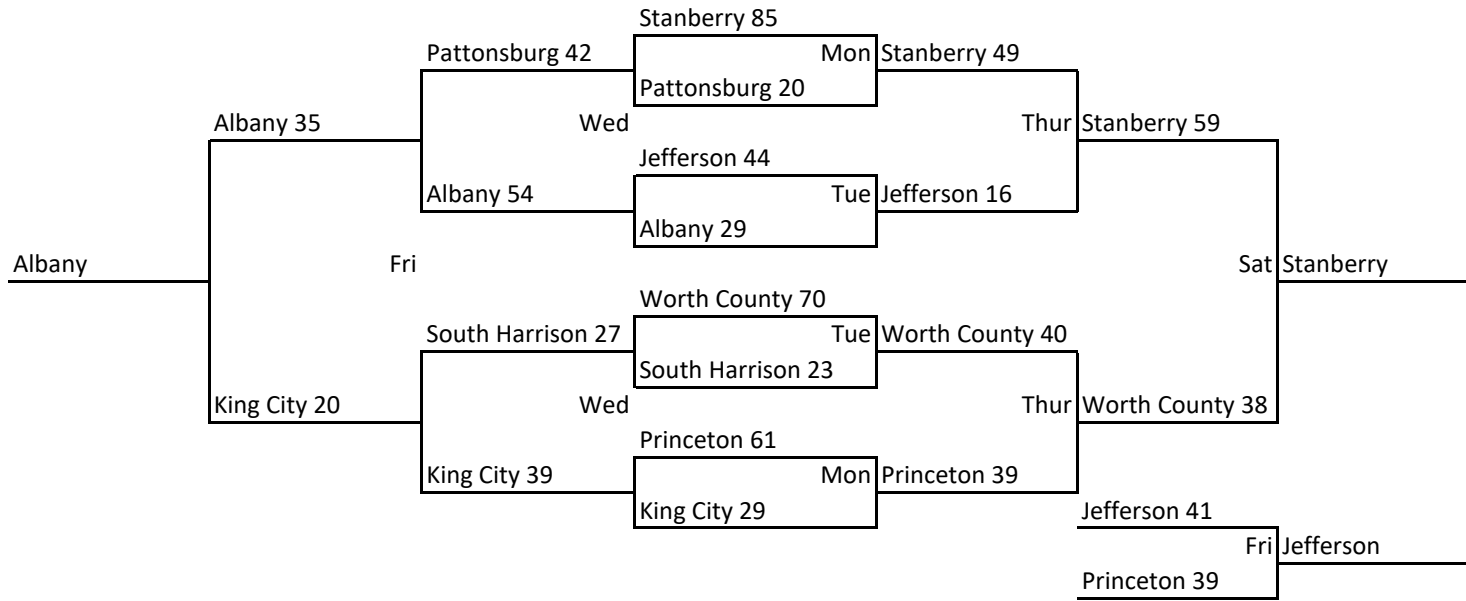 Stanberry 85
Pattonsburg 42
Mon
Stanberry 49
Pattonsburg 20
Albany 35
Wed
Thur
Stanberry 59
Jefferson 44
Albany 54
Tue
Jefferson 16
Albany 29
Albany
Fri
Sat
Stanberry
Worth County 70
South Harrison 27
Tue
Worth County 40
South Harrison 23
King City 20
Wed
Thur
Worth County 38
Princeton 61
King City 39
Mon
Princeton 39
King City 29
Jefferson 41
Fri
Jefferson
Princeton 39